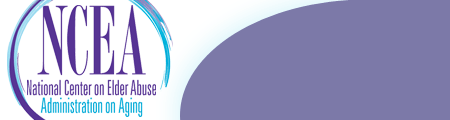 NCEA
National Center on Elder Abuse
Administration on Aging